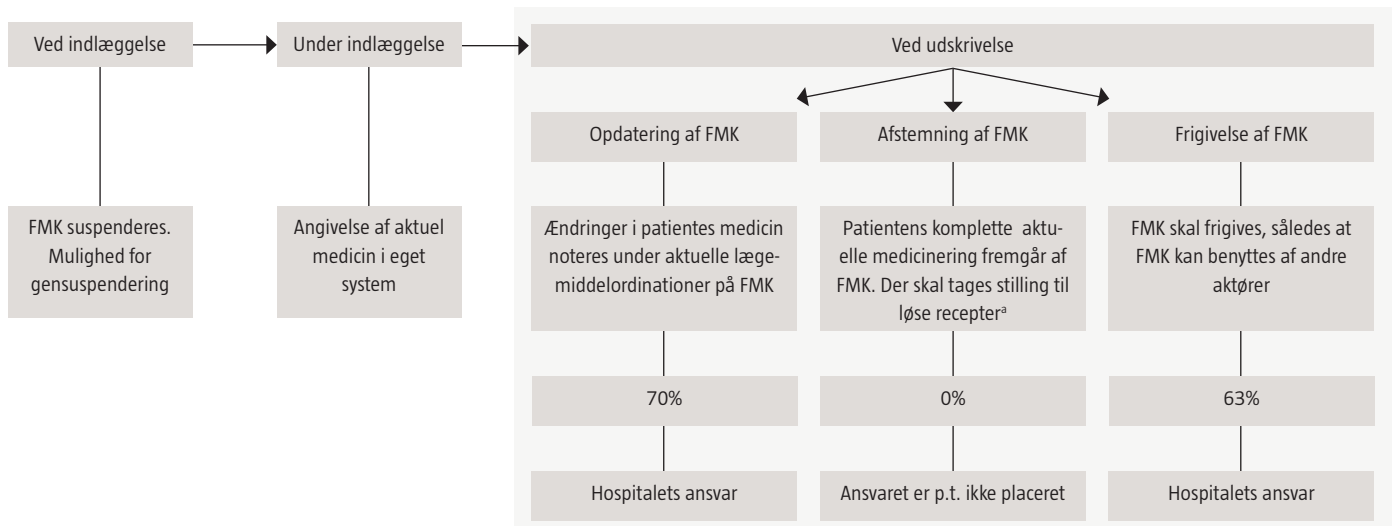 Ved indlæggelse
Under indlæggelse
Ved udskrivelse
Opdatering af FMK
Afstemning af FMK
Frigivelse af FMK
FMK suspenderes.
Mulighed for
gensuspendering
Angivelse af aktuel
medicin i eget
system
Ændringer i patientes medicin
noteres under aktuelle læge-
middelordinationer på FMK
Patientens komplette aktu-
elle medicinering fremgår af
FMK. Der skal tages stilling til
løse recepterᵃ
FMK skal frigives, således at
FMK kan benyttes af andre
aktører
70%
0%
63%
Hospitalets ansvar
Ansvaret er p.t. ikke placeret
Hospitalets ansvar